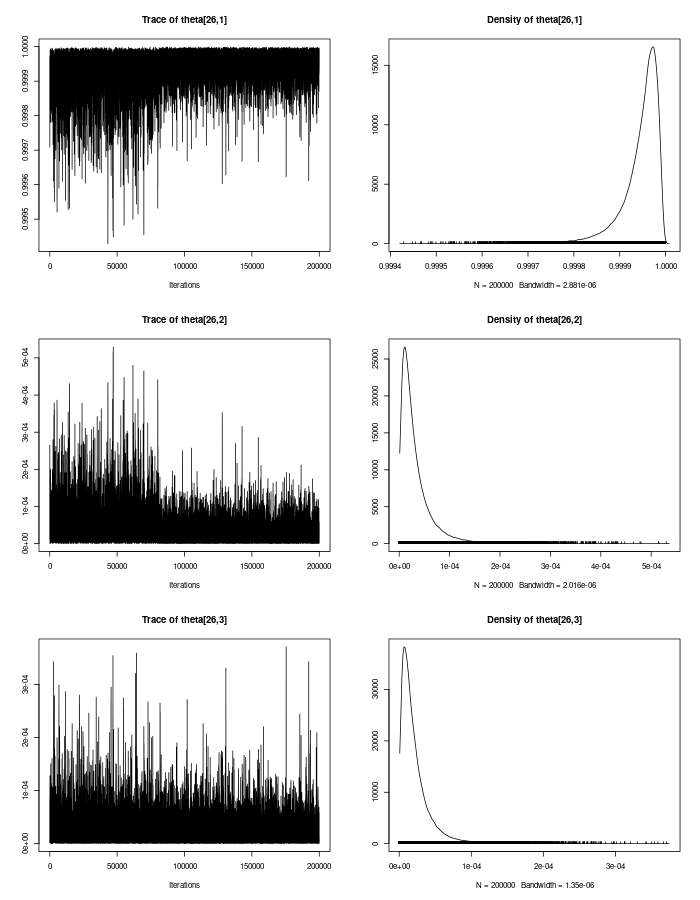 Trace of theta[26,1]
1.0000
0.9999
0.9998
0.9997
0.9996
0.9995
0 50000 100000 150000 200000
Iterations
Density of theta[26,1]
15000
10000
5000
0
0.9994 0.9995 0.9996 0.9997 0.9998 0.9999 1.0000
N = 200000 Bandwidth = 2.881e-06
Trace of theta[26,2]
5e-04
4e-04
3e-04
2e-04
1e-04
0e+00
0 50000 100000 150000 200000
Iterations
Density of theta[26,2]
25000
20000
15000
10000
5000
0
0e+00 1e-04 2e-04 3e-04 4e-04 5e-04
N = 200000 Bandwidth = 2.016e-06
Trace of theta[26,3]
3e-04
2e-04
1e-04
0e+00
0 50000 100000 150000 200000
Iterations
Density of theta[26,3]
30000
20000
10000
0
0e+00 1e-04 2e-04 3e-04
N = 200000 Bandwidth = 1.35e-06